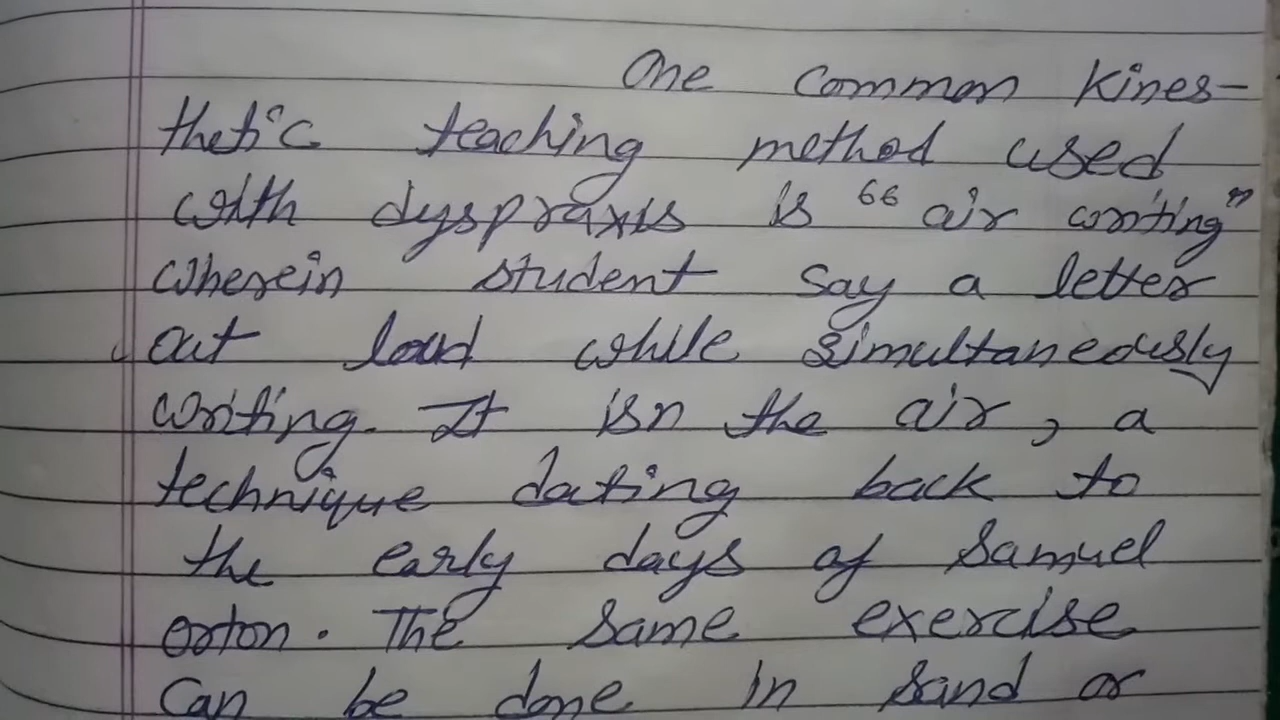 One common kines-
thetic teaching method used
with dyspraxis is “ air writing”
wherein student say a letter
out loud while simultaneously
writing. It isn the air, a
technique dating back to
the early days of Samuel
orton. The same exercise
can be done in sand or